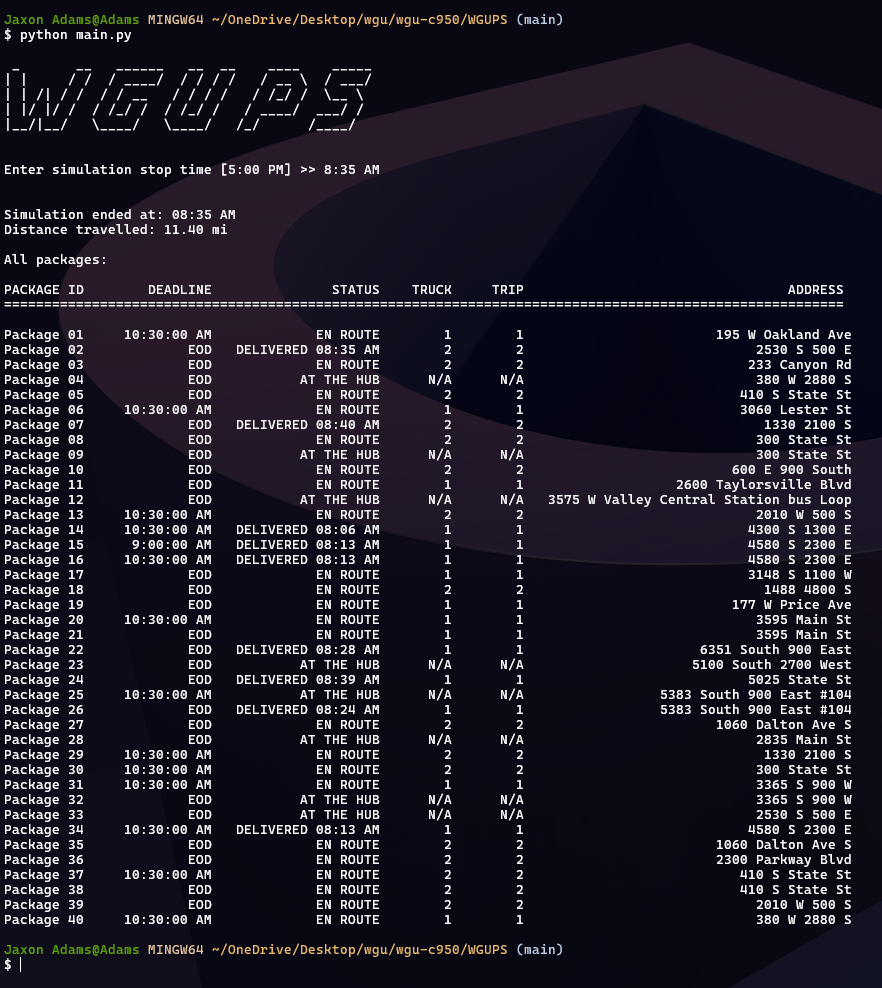 Jaxon Adams@Adams MINGW64 ~/OneDrive/Desktop/wgu/wgu-c950/WGUPS (main)
$ python main.py
WGUPS
Enter simulation stop time [5:00 PM] >> 8:35 AM
Simulation ended at: 08:35 AM
Distance travelled: 11.40 mi
All packages:
PACKAGE ID DEADLINE STATUS TRUCK TRIP ADDRESS
=========================================================================================================
Package 01 10:30:00 AM EN ROUTE 1 1 195 W Oakland Ave
Package 02 EOD DELIVERED 08:35 AM 2 2 2530 S 500 E
Package 03 EOD EN ROUTE 2 2 233 Canyon Rd
Package 04 EOD AT THE HUB N/A N/A 380 W 2880 S
Package 05 EOD EN ROUTE 2 2 410 S State St
Package 06 10:30:00 AM EN ROUTE 1 1 3060 Lester St
Package 07 EOD DELIVERED 08:40 AM 2 2 1330 2100 S
Package 08 EOD EN ROUTE 2 2 300 State St
Package 09 EOD AT THE HUB N/A N/A 300 State St
Package 10 EOD EN ROUTE 2 2 600 E 900 South
Package 11 EOD EN ROUTE 1 1 2600 Taylorsville Blvd
Package 12 EOD AT THE HUB N/A N/A 3575 W Valley Central Station bus Loop
Package 13 10:30:00 AM EN ROUTE 2 2 2010 W 500 S
Package 14 10:30:00 AM DELIVERED 08:06 AM 1 1 4300 S 1300 E
Package 15 9:00:00 AM DELIVERED 08:13 AM 1 1 4580 S 2300 E
Package 16 10:30:00 AM DELIVERED 08:13 AM 1 1 4580 S 2300 E
Package 17 EOD EN ROUTE 1 1 3148 S 1100 W
Package 18 EOD EN ROUTE 2 2 1488 4800 S
Package 19 EOD EN ROUTE 1 1 177 W Price Ave
Package 20 10:30:00 AM EN ROUTE 1 1 3595 Main St
Package 21 EOD EN ROUTE 1 1 3595 Main St
Package 22 EOD DELIVERED 08:28 AM 1 1 6351 South 900 East
Package 23 EOD AT THE HUB N/A N/A 5100 South 2700 West
Package 24 EOD DELIVERED 08:39 AM 1 1 5025 State St
Package 25 10:30:00 AM AT THE HUB N/A N/A 5383 South 900 East #104
Package 26 EOD DELIVERED 08:24 AM 1 1 5383 South 900 East #104
Package 27 EOD EN ROUTE 2 2 1060 Dalton Ave S
Package 28 EOD AT THE HUB N/A N/A 2835 Main St
Package 29 10:30:00 AM EN ROUTE 2 2 1330 2100 S
Package 30 10:30:00 AM EN ROUTE 2 2 300 State St
Package 31 10:30:00 AM EN ROUTE 1 1 3365 S 900 W
Package 32 EOD AT THE HUB N/A N/A 3365 S 900 W
Package 33 EOD AT THE HUB N/A N/A 2530 S 500 E
Package 34 10:30:00 AM DELIVERED 08:13 AM 1 1 4580 S 2300 E
Package 35 EOD EN ROUTE 2 2 1060 Dalton Ave S
Package 36 EOD EN ROUTE 2 2 2300 Parkway Blvd
Package 37 10:30:00 AM EN ROUTE 2 2 410 S State St
Package 38 EOD EN ROUTE 2 2 410 S State St
Package 39 EOD EN ROUTE 2 2 2010 W 500 S
Package 40 10:30:00 AM EN ROUTE 1 1 380 W 2880 S
Jaxon Adams@Adams MINGW64 ~/OneDrive/Desktop/wgu/wgu-c950/WGUPS (main)
$